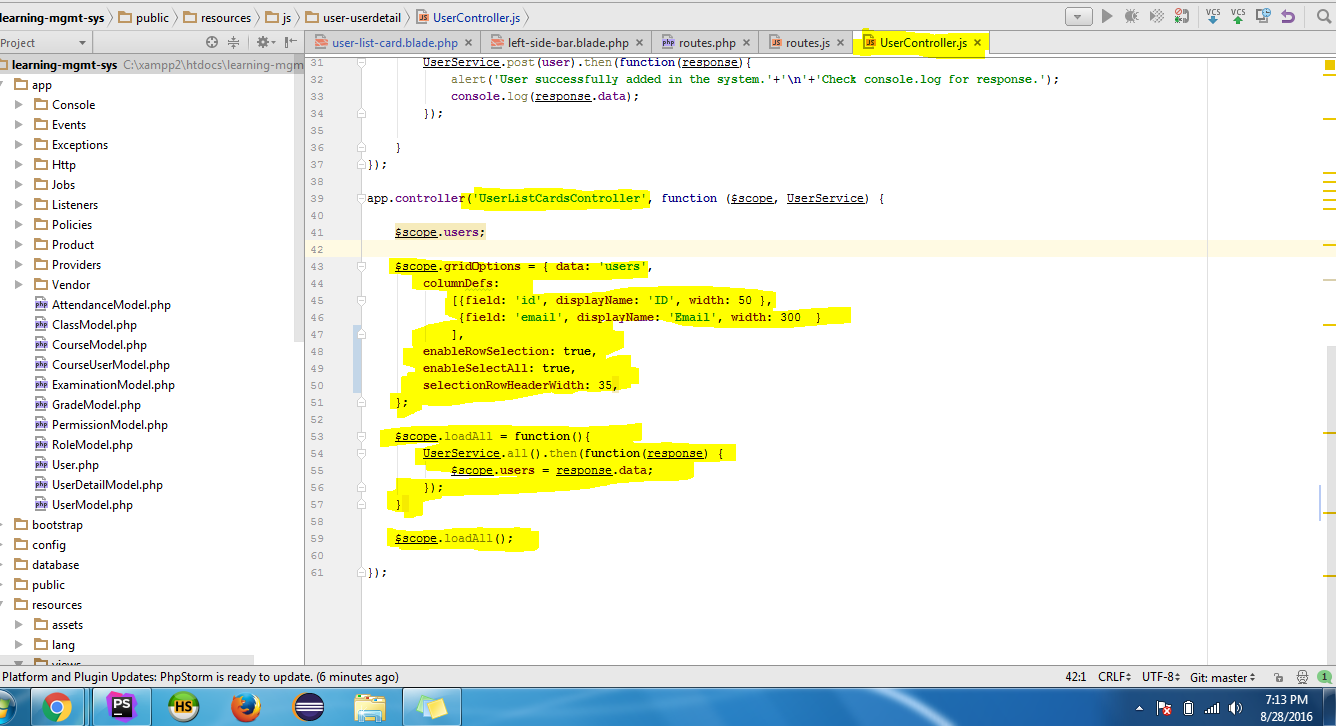 learning-mgmt-sys public resources js user-userdetail UserController.js
VCS VCS
Project user-list-card.blade.php × left-side-bar.blade.php × routes.php × routes.js × UserController.js ×
learning-mgmt-sys C:\xampp2\htdocs\learning-mgm
app
Console
Events
Exceptions
Http
Jobs
Listeners
Policies
Product
Providers
Vendor
AttendanceModel.php
ClassModel.php
CourseModel.php
CourseUserModel.php
ExaminationModel.php
GradeModel.php
PermissionModel.php
RoleModel.php
User.php
UserDetailModel.php
UserModel.php
bootstrap
config
database
public
resources
assets
lang
views
31 UserService.post(user).then(function(response){
32 alert('User successfully added in the system.'+'\n'+'Check console.log for response.');
33 console.log(response.data);
34 });
35
36 }
37 });
38
39 app.controller('UserListCardsController', function ($scope, UserService) {
40
41 $scope.users;
42
43 $scope.gridOptions = { data: 'users',
44 columnDefs:
45 [{field: 'id', displayName: 'ID', width: 50 },
46 {field: 'email', displayName: 'Email', width: 300 }
47 ],
48 enableRowSelection: true,
49 enableSelectAll: true,
50 selectionRowHeaderWidth: 35,
51 };
52
53 $scope.loadAll = function(){
54 UserService.all().then(function(response) {
55 $scope.users = response.data;
56 });
57 }
58
59 $scope.loadAll();
60
61 });
Platform and Plugin Updates: PhpStorm is ready to update. (6 minutes ago) 42:1 CRLF UTF-8 Git: master 1
PS HS
7:13 PM
8/28/2016